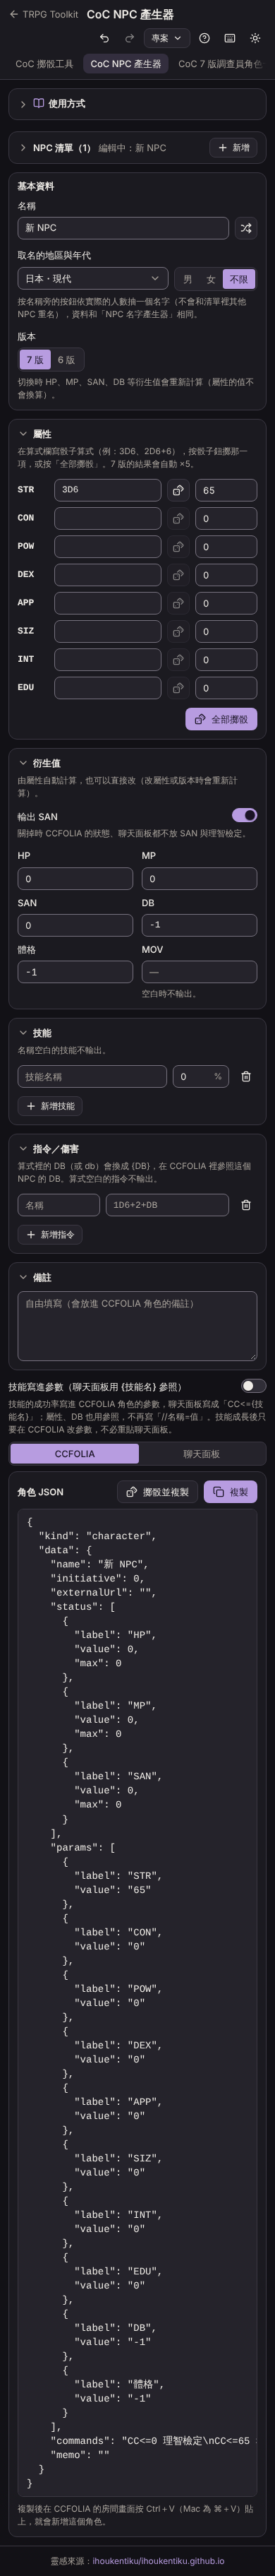 ← TRPG Toolkit CoC NPC 產生器
專案
CoC 擲骰工具 CoC NPC 產生器 CoC 7 版調查員角色
使用方式
NPC 清單（1） 編輯中：新 NPC ＋ 新增
基本資料
名稱
新 NPC
取名的地區與年代
日本・現代 男 女 不限
按名稱旁的按鈕依實際的人數抽一個名字（不會和清單裡其他
NPC 重名），資料和「NPC 名字產生器」相同。
版本
7 版 6 版
切換時 HP、MP、SAN、DB 等衍生值會重新計算（屬性的值不
會換算）。
屬性
在算式欄寫骰子算式（例：3D6、2D6+6），按骰子鈕擲那一
項，或按「全部擲骰」。7 版的結果會自動 ×5。
STR 3D6 65
CON 0
POW 0
DEX 0
APP 0
SIZ 0
INT 0
EDU 0
全部擲骰
衍生值
由屬性自動計算，也可以直接改（改屬性或版本時會重新計
算）。
輸出 SAN
關掉時 CCFOLIA 的狀態、聊天面板都不放 SAN 與理智檢定。
HP MP
0 0
SAN DB
0 -1
體格 MOV
-1 —
空白時不輸出。
技能
名稱空白的技能不輸出。
技能名稱 0 %
＋ 新增技能
指令／傷害
算式裡的 DB（或 db）會換成 {DB}，在 CCFOLIA 裡參照這個
NPC 的 DB。算式空白的指令不輸出。
名稱 1D6+2+DB
＋ 新增指令
備註
自由填寫（會放進 CCFOLIA 角色的備註）
技能寫進參數（聊天面板用 {技能名} 參照）
技能的成功率寫進 CCFOLIA 角色的參數，聊天面板寫成「CC<={技
能名}」；屬性、DB 也用參照，不再寫「//名稱=值」。技能成長後只
要在 CCFOLIA 改參數，不必重貼聊天面板。
CCFOLIA 聊天面板
角色 JSON 擲骰並複製 複製
{
"kind": "character",
"data": {
"name": "新 NPC",
"initiative": 0,
"externalUrl": "",
"status": [
{
"label": "HP",
"value": 0,
"max": 0
},
{
"label": "MP",
"value": 0,
"max": 0
},
{
"label": "SAN",
"value": 0,
"max": 0
}
],
"params": [
{
"label": "STR",
"value": "65"
},
{
"label": "CON",
"value": "0"
},
{
"label": "POW",
"value": "0"
},
{
"label": "DEX",
"value": "0"
},
{
"label": "APP",
"value": "0"
},
{
"label": "SIZ",
"value": "0"
},
{
"label": "INT",
"value": "0"
},
{
"label": "EDU",
"value": "0"
},
{
"label": "DB",
"value": "-1"
},
{
"label": "體格",
"value": "-1"
}
],
"commands": "CC<=0 理智檢定\nCC<=65
"memo": ""
}
}
複製後在 CCFOLIA 的房間畫面按 Ctrl＋V（Mac 為 ⌘＋V）貼
上，就會新增這個角色。
靈感來源：ihoukentiku/ihoukentiku.github.io